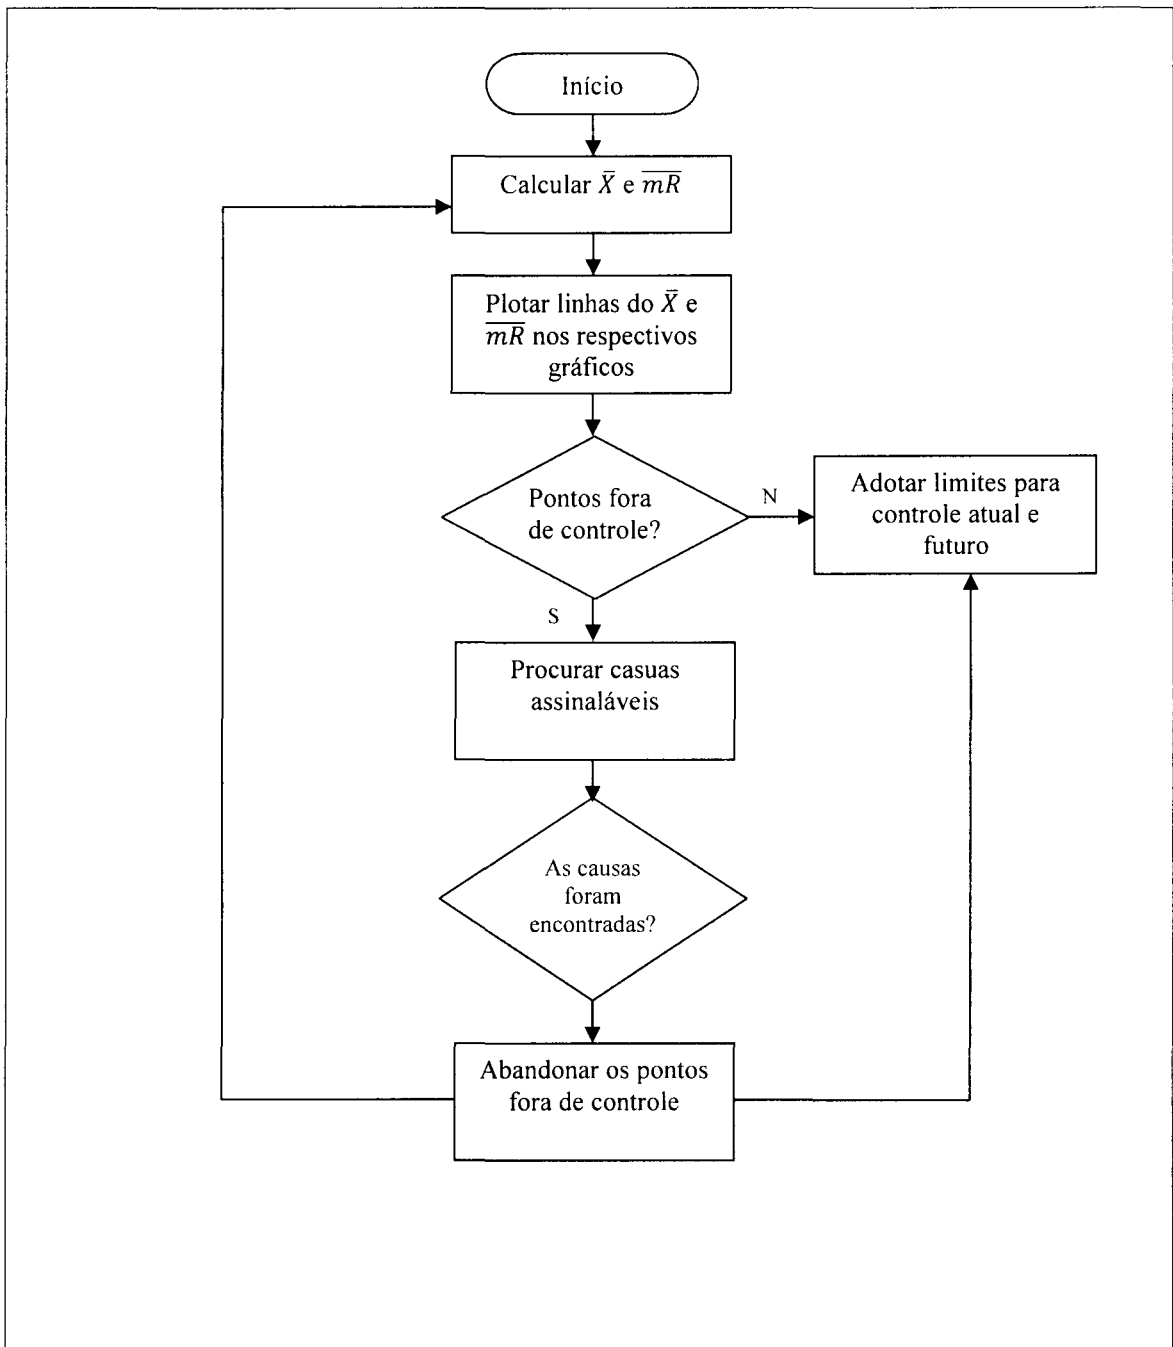 Início
Calcular X̄ e m̅R̅
Plotar linhas do X̄ e
m̅R̅ nos respectivos
gráficos
Pontos fora
de controle?
N
Adotar limites para
controle atual e
futuro
S
Procurar casuas
assinaláveis
As causas
foram
encontradas?
Abandonar os pontos
fora de controle